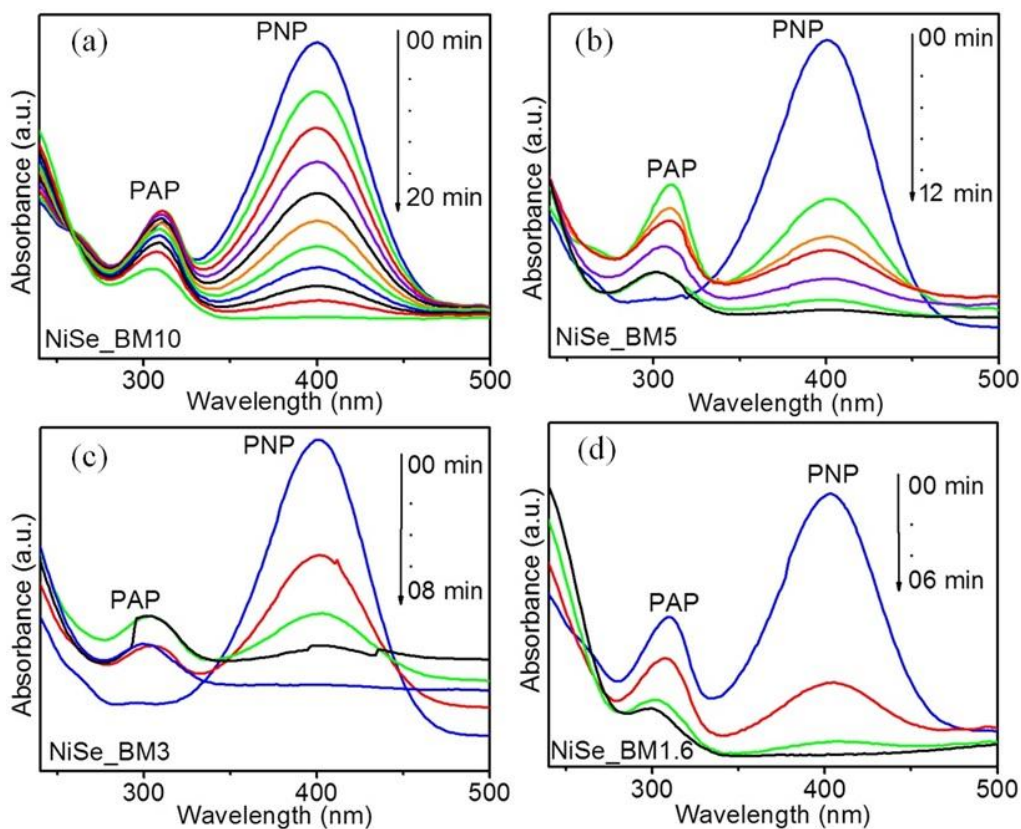 (a)
PNP
00 min
.
.
.
20 min
PAP
NiSe_BM10
Absorbance (a.u.)
300
400
500
Wavelength (nm)
(b)
PNP
00 min
.
.
.
12 min
PAP
NiSe_BM5
Absorbance (a.u.)
300
400
500
Wavelength (nm)
(c)
PNP
00 min
.
.
.
08 min
PAP
NiSe_BM3
Absorbance (a.u.)
300
400
500
Wavelength (nm)
(d)
PNP
00 min
.
.
.
06 min
PAP
NiSe_BM1.6
Absorbance (a.u.)
300
400
500
Wavelength (nm)